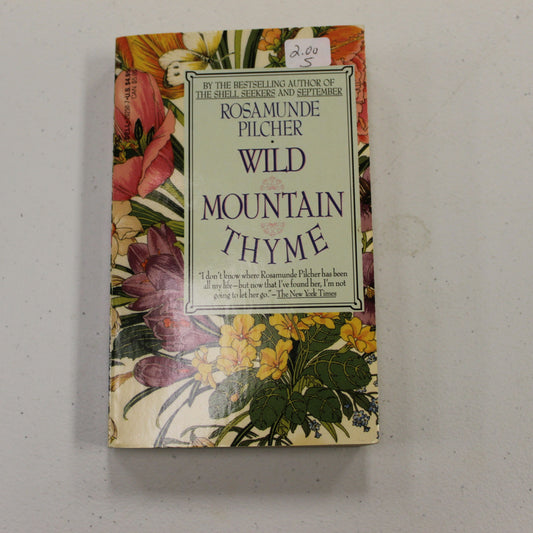 2.00
S
BY THE BESTSELLING AUTHOR OF
THE SHELL SEEKERS AND SEPTEMBER
ROSAMUNDE
PILCHER
WILD
MOUNTAIN
THYME
"I don't know where Rosamunde Pilcher has been
all my life—but now that I've found her, I'm not
going to let her go."—The New York Times